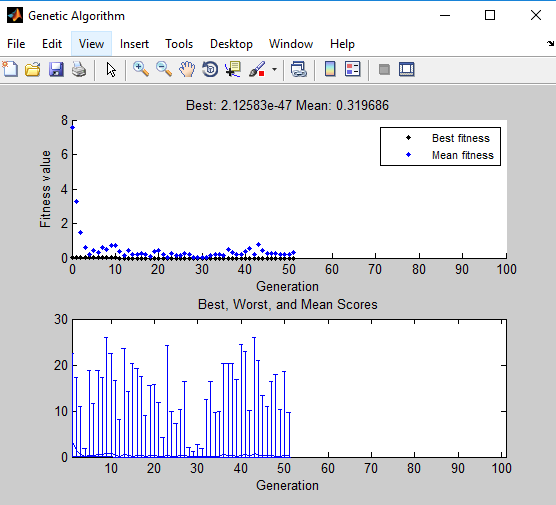 Genetic Algorithm
File Edit View Insert Tools Desktop Window Help
Best: 2.12583e-47 Mean: 0.319686
8
6
4
2
0
Fitness value
Best fitness
Mean fitness
0 10 20 30 40 50 60 70 80 90 100
Generation
Best, Worst, and Mean Scores
30
20
10
0
10 20 30 40 50 60 70 80 90 100
Generation